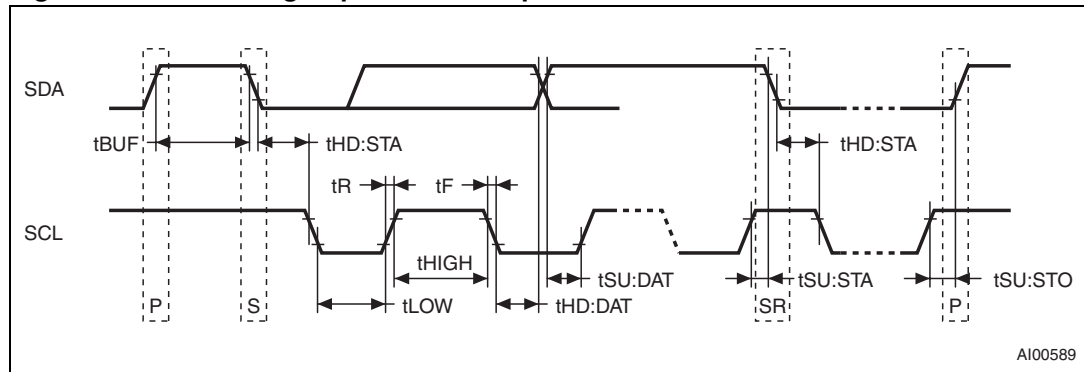 SDA
tBUF
tHD:STA
tHD:STA
tR
tF
SCL
tHIGH
tSU:DAT
tSU:STA
tSU:STO
P
S
tLOW
tHD:DAT
SR
P
AI00589